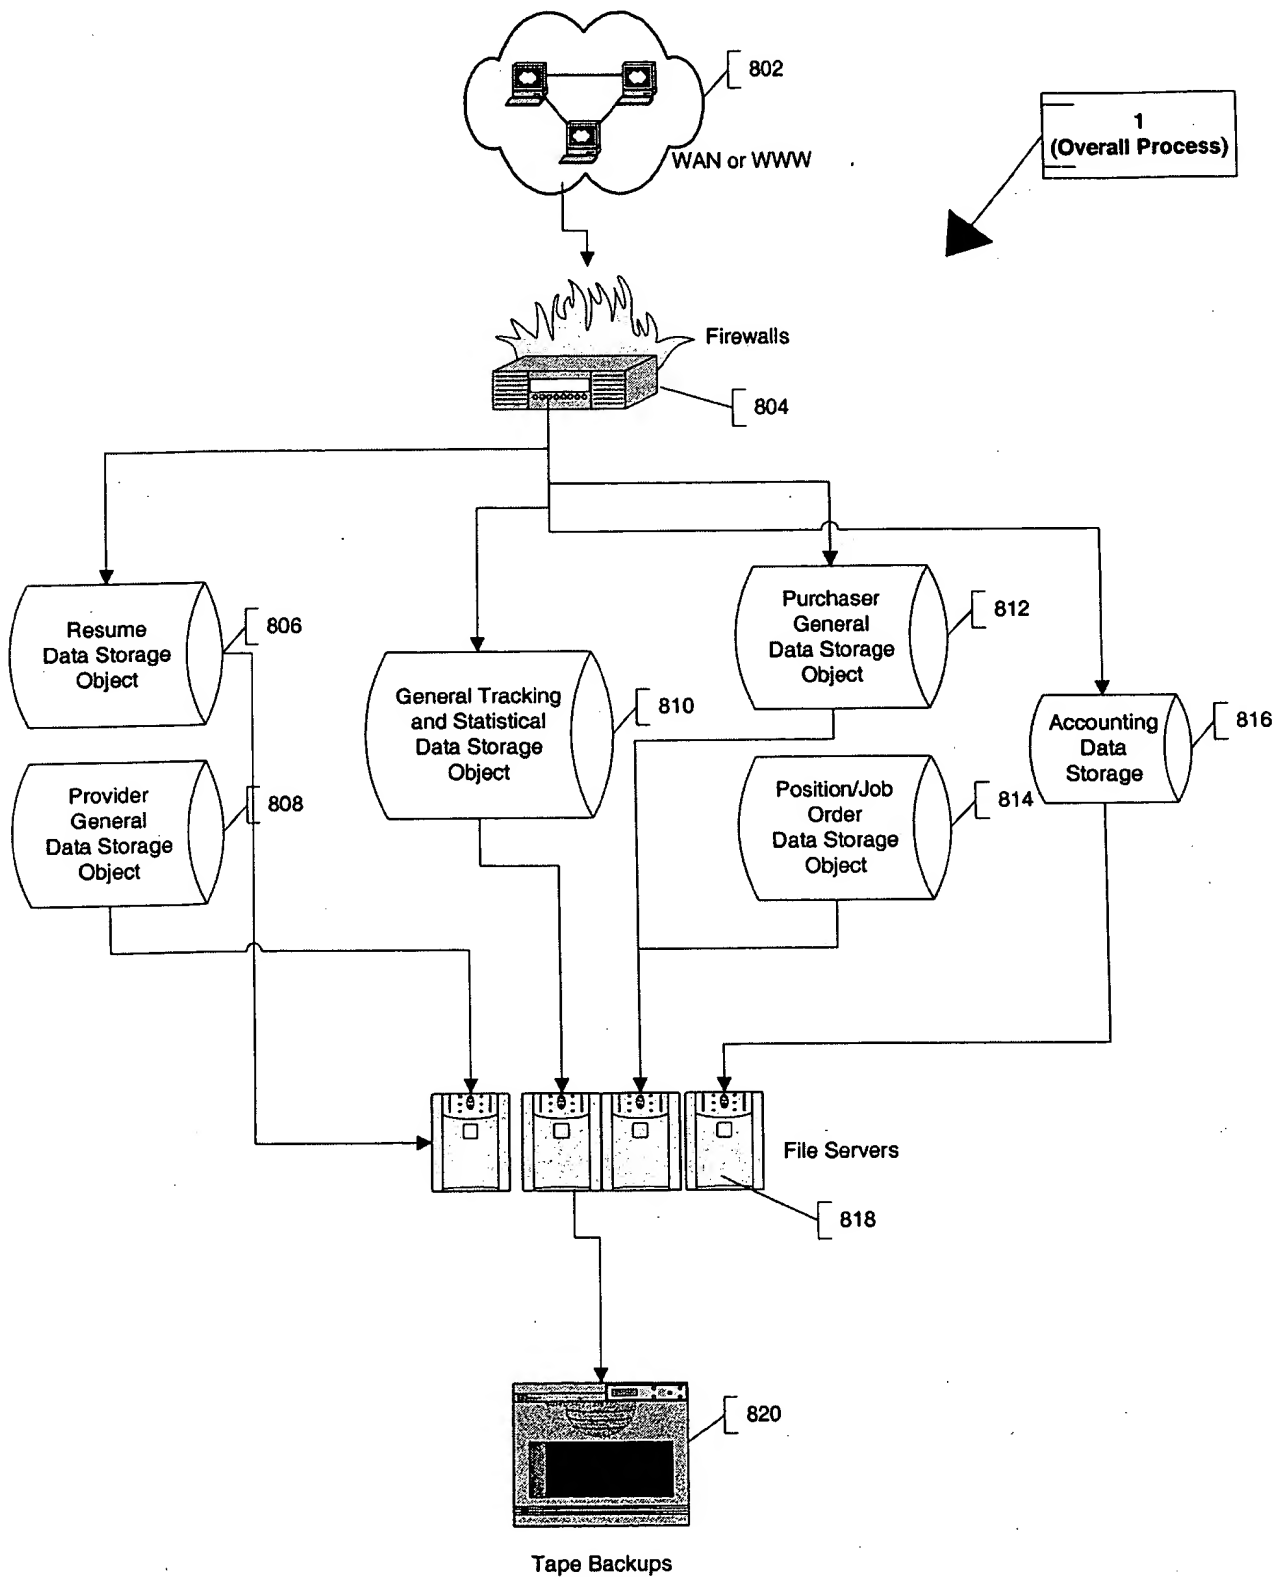 802
WAN or WWW
1
(Overall Process)
Firewalls
804
Resume
Data Storage
Object
806
General Tracking
and Statistical
Data Storage
Object
810
Purchaser
General
Data Storage
Object
812
Accounting
Data
Storage
816
Provider
General
Data Storage
Object
808
Position/Job
Order
Data Storage
Object
814
File Servers
818
820
Tape Backups